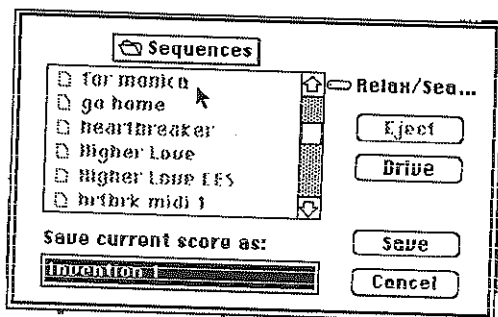 Sequences
for monica
Relax/Sea...
go home
Eject
heartbreaker
Higher Love
Drive
Higher Love EES
hrtbrk midi 1
Save current score as:
Save
Invention 1
Cancel